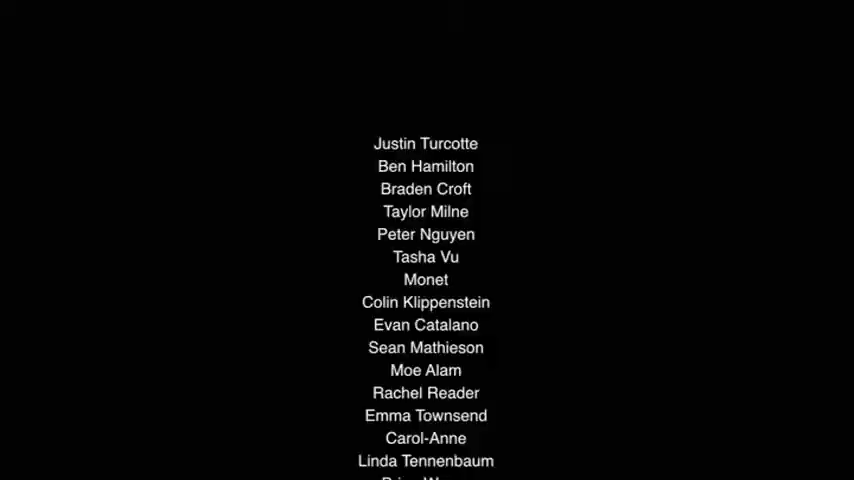 Justin Turcotte
Ben Hamilton
Braden Croft
Taylor Milne
Peter Nguyen
Tasha Vu
Monet
Colin Klippenstein
Evan Catalano
Sean Mathieson
Moe Alam
Rachel Reader
Emma Townsend
Carol-Anne
Linda Tennenbaum